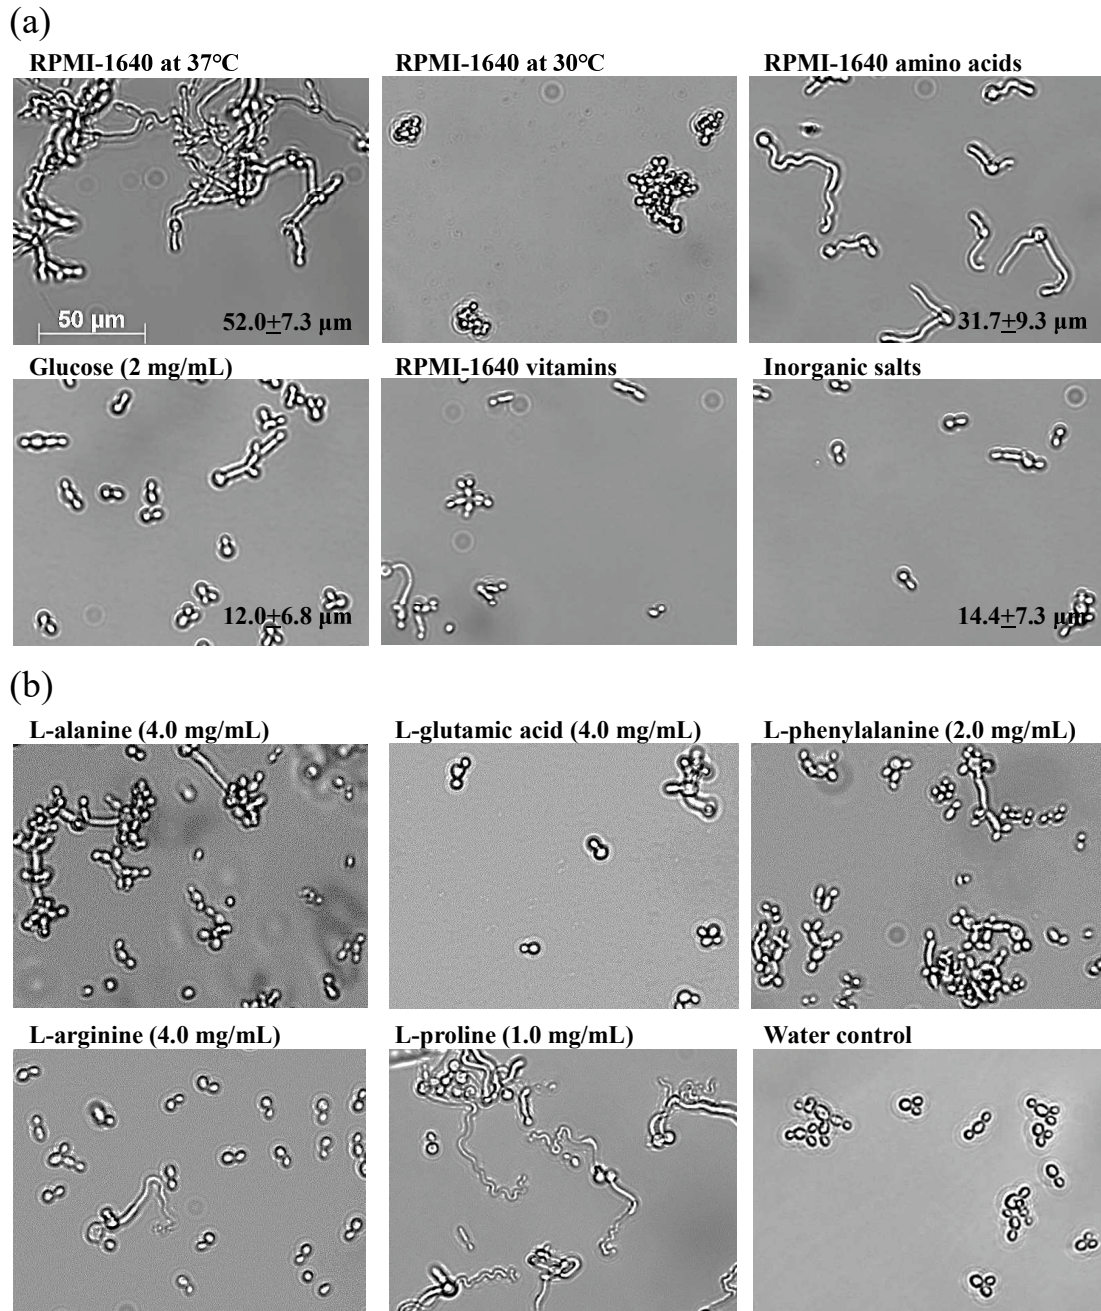 (a)
RPMI-1640 at 37°C
RPMI-1640 at 30°C
RPMI-1640 amino acids
50 µm
52.0±7.3 µm
31.7±9.3 µm
Glucose (2 mg/mL)
RPMI-1640 vitamins
Inorganic salts
12.0±6.8 µm
14.4±7.3 µm
(b)
L-alanine (4.0 mg/mL)
L-glutamic acid (4.0 mg/mL)
L-phenylalanine (2.0 mg/mL)
L-arginine (4.0 mg/mL)
L-proline (1.0 mg/mL)
Water control